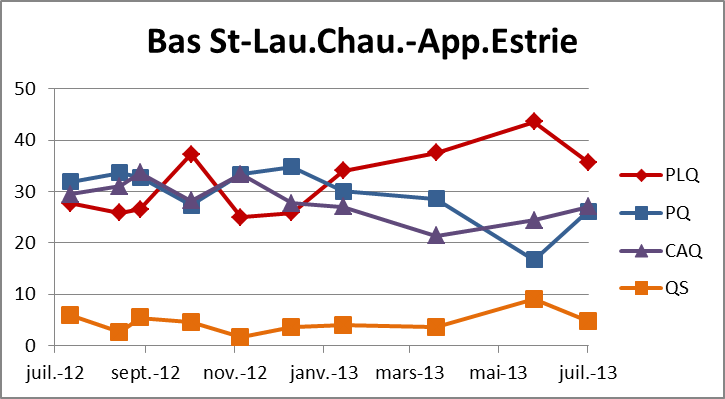 Bas St-Lau.Chau.-App.Estrie
50
40
30
20
10
0
juil.-12 sept.-12 nov.-12 janv.-13 mars-13 mai-13 juil.-13
PLQ
PQ
CAQ
QS